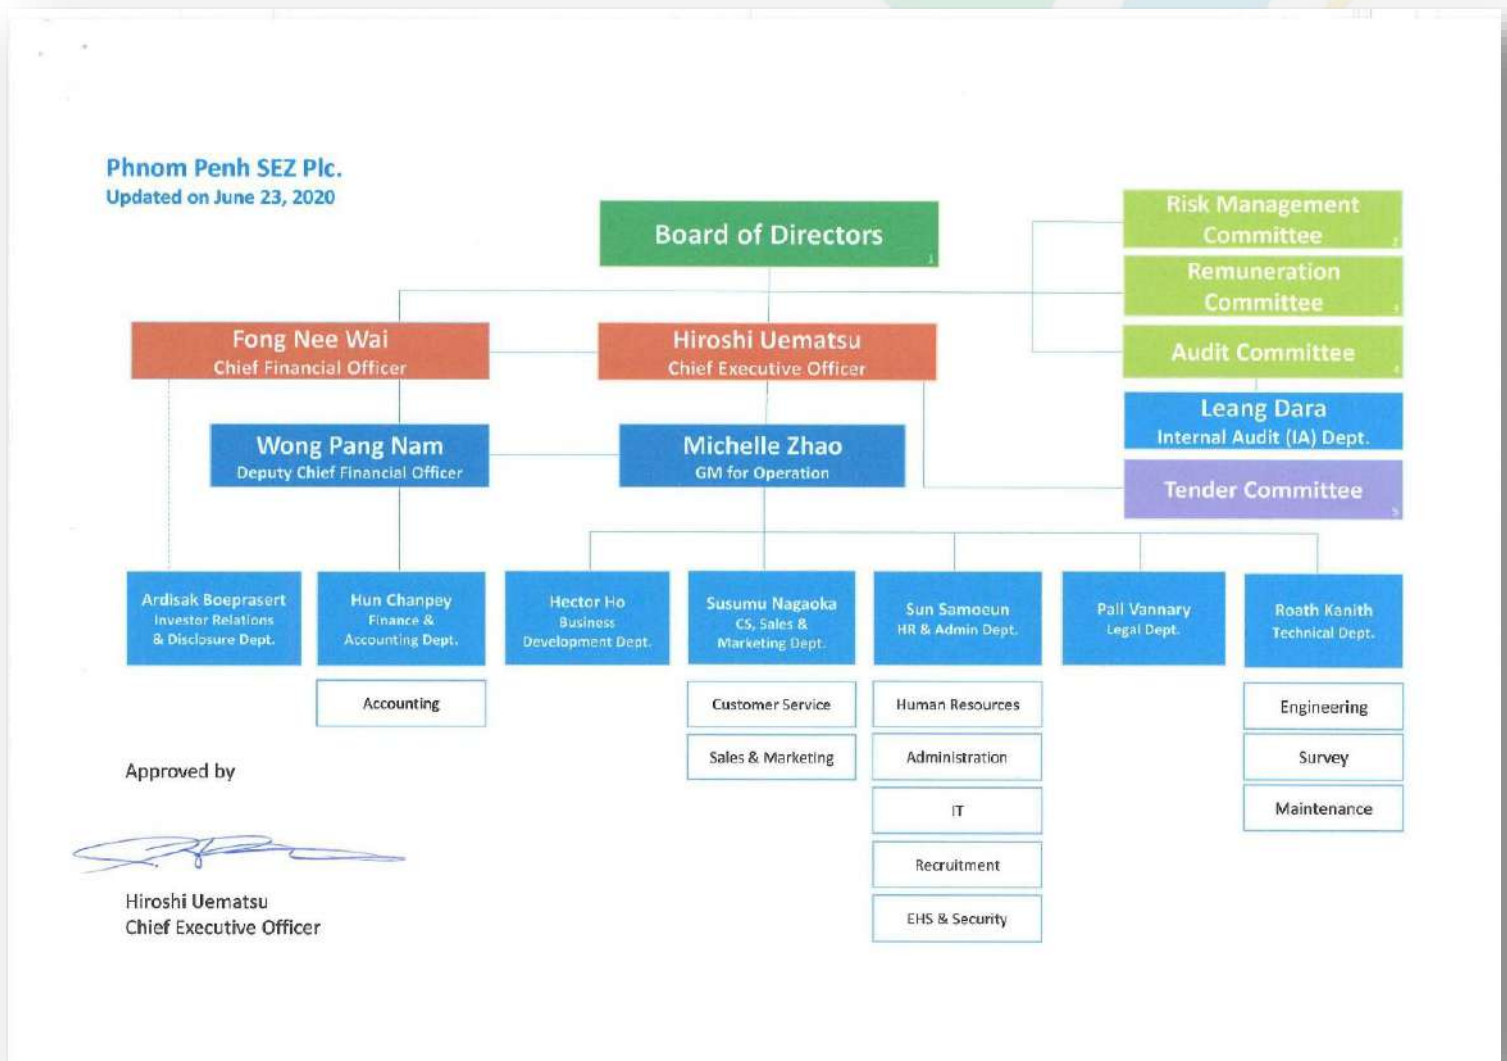 Phnom Penh SEZ Plc.
Updated on June 23, 2020
Board of Directors
1
Risk Management
Committee
2
Remuneration
Committee
3
Fong Nee Wai
Chief Financial Officer
Hiroshi Uematsu
Chief Executive Officer
Audit Committee
4
Leang Dara
Internal Audit (IA) Dept.
Wong Pang Nam
Deputy Chief Financial Officer
Michelle Zhao
GM for Operation
Tender Committee
5
Ardisak Boeprasert
Investor Relations
& Disclosure Dept.
Hun Chanpey
Finance &
Accounting Dept.
Hector Ho
Business
Development Dept.
Susumu Nagaoka
CS, Sales &
Marketing Dept.
Sun Samoeun
HR & Admin Dept.
Pall Vannary
Legal Dept.
Roath Kanith
Technical Dept.
Accounting
Customer Service
Sales & Marketing
Human Resources
Administration
IT
Recruitment
EHS & Security
Engineering
Survey
Maintenance
Approved by
Hiroshi Uematsu
Chief Executive Officer